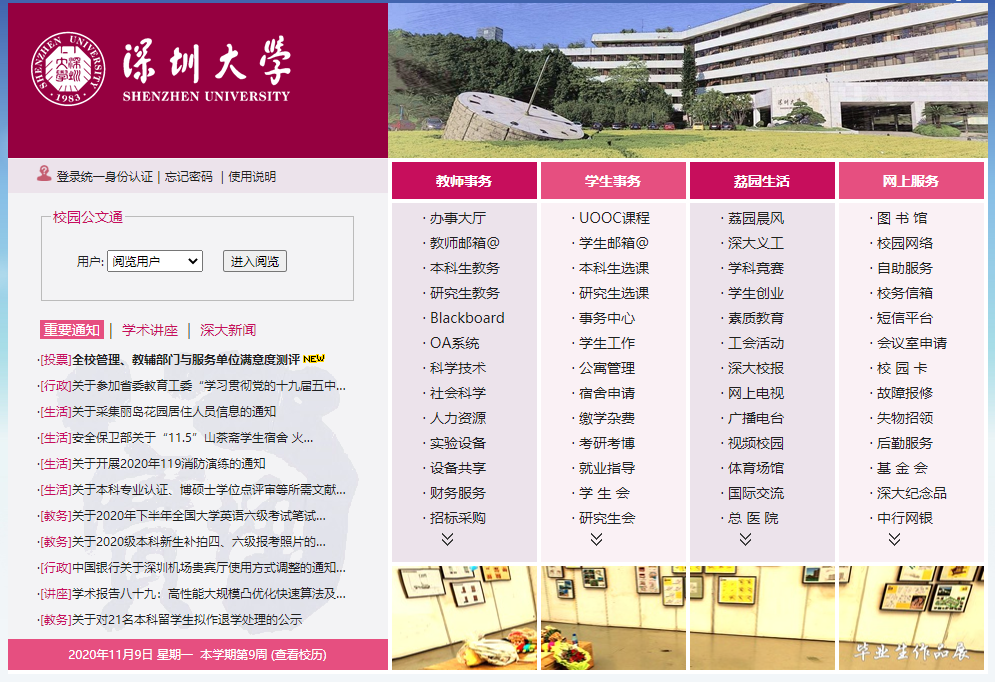 SHENZHEN UNIVERSITY
1983
深圳大学
SHENZHEN UNIVERSITY
深圳大学
登录统一身份认证 | 忘记密码 | 使用说明
校园公文通
用户: 阅览用户 进入阅览
重要通知 | 学术讲座 | 深大新闻
·[投票]全校管理、教辅部门与服务单位满意度测评 NEW
·[行政]关于参加省委教育工委“学习贯彻党的十九届五中...
·[生活]关于采集丽岛花园居住人员信息的通知
·[生活]安全保卫部关于“11.5”山茶斋学生宿舍 火...
·[生活]关于开展2020年119消防演练的通知
·[生活]关于本科专业认证、博硕士学位点评审等所需文献...
·[教务]关于2020年下半年全国大学英语六级考试笔试...
·[教务]关于2020级本科新生补拍四、六级报考照片的...
·[行政]中国银行关于深圳机场贵宾厅使用方式调整的通知...
·[讲座]学术报告八十九：高性能大规模凸优化快速算法及...
·[教务]关于对21名本科留学生拟作退学处理的公示
2020年11月9日 星期一 本学期第9周 (查看校历)
教师事务
·办事大厅
·教师邮箱@
·本科生教务
·研究生教务
·Blackboard
·OA系统
·科学技术
·社会科学
·人力资源
·实验设备
·设备共享
·财务服务
·招标采购
学生事务
·UOOC课程
·学生邮箱@
·本科生选课
·研究生选课
·事务中心
·学生工作
·公寓管理
·宿舍申请
·缴学杂费
·考研考博
·就业指导
·学 生 会
·研究生会
荔园生活
·荔园晨风
·深大义工
·学科竞赛
·学生创业
·素质教育
·工会活动
·深大校报
·网上电视
·广播电台
·视频校园
·体育场馆
·国际交流
·总 医 院
网上服务
·图 书 馆
·校园网络
·自助服务
·校务信箱
·短信平台
·会议室申请
·校 园 卡
·故障报修
·失物招领
·后勤服务
·基 金 会
·深大纪念品
·中行网银
毕业生作品展